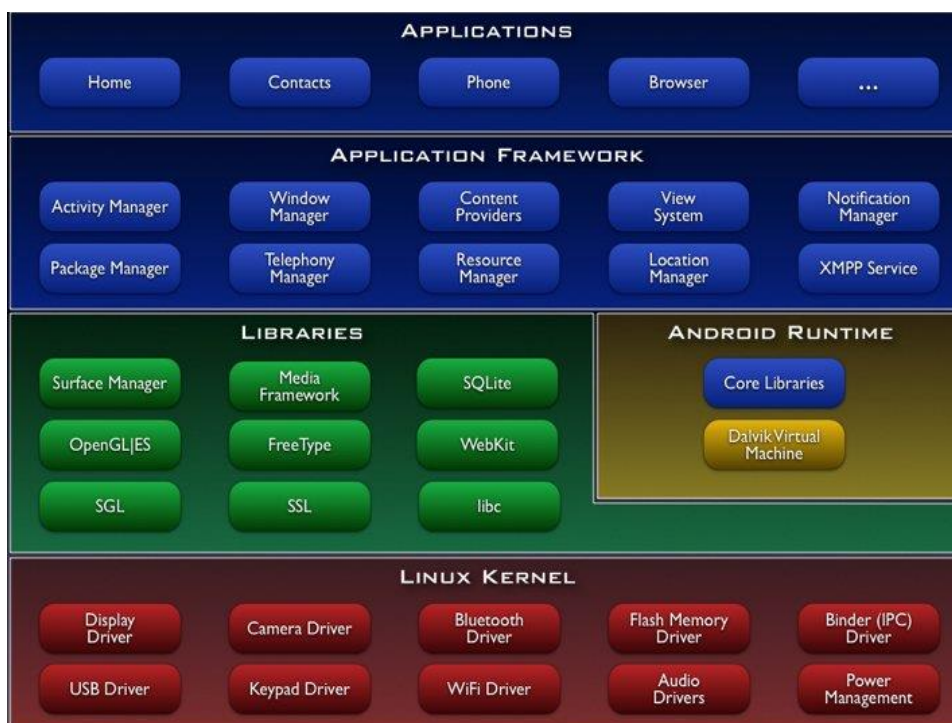 APPLICATIONS
Home
Contacts
Phone
Browser
...
APPLICATION FRAMEWORK
Activity Manager
Window
Manager
Content
Providers
View
System
Notification
Manager
Package Manager
Telephony
Manager
Resource
Manager
Location
Manager
XMPP Service
LIBRARIES
Surface Manager
Media
Framework
SQLite
OpenGL|ES
FreeType
WebKit
SGL
SSL
libc
ANDROID RUNTIME
Core Libraries
Dalvik Virtual
Machine
LINUX KERNEL
Display
Driver
Camera Driver
Bluetooth
Driver
Flash Memory
Driver
Binder (IPC)
Driver
USB Driver
Keypad Driver
WiFi Driver
Audio
Drivers
Power
Management